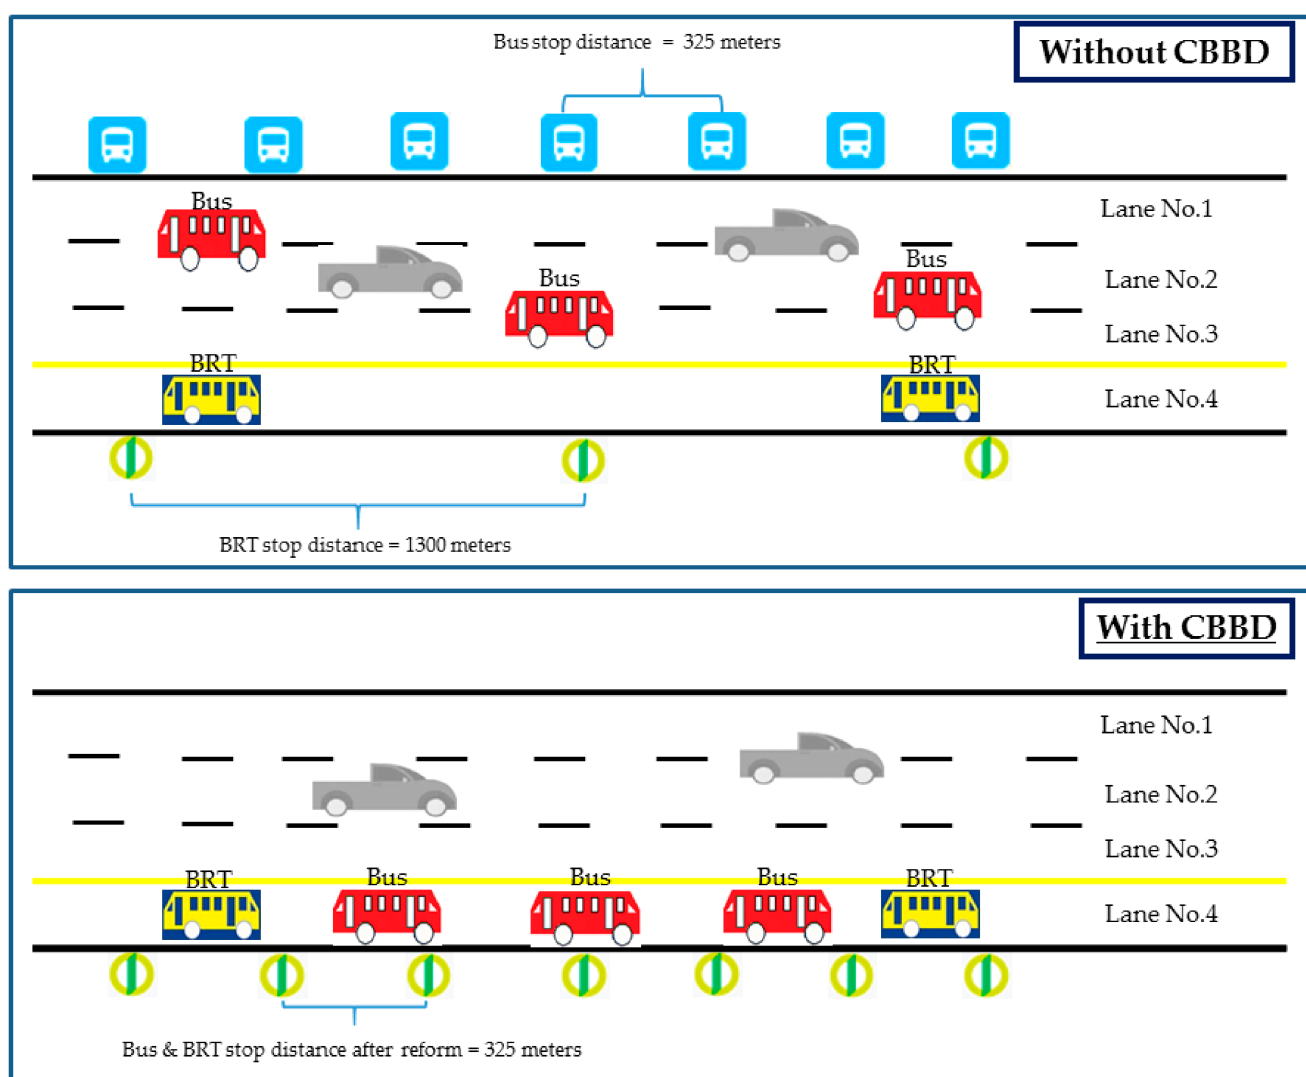 Bus stop distance = 325 meters
Without CBBD
Bus
Lane No.1
Bus
Bus
Lane No.2
Lane No.3
BRT
BRT
Lane No.4
BRT stop distance = 1300 meters
With CBBD
Lane No.1
Lane No.2
Lane No.3
BRT
Bus
Bus
Bus
BRT
Lane No.4
Bus & BRT stop distance after reform = 325 meters